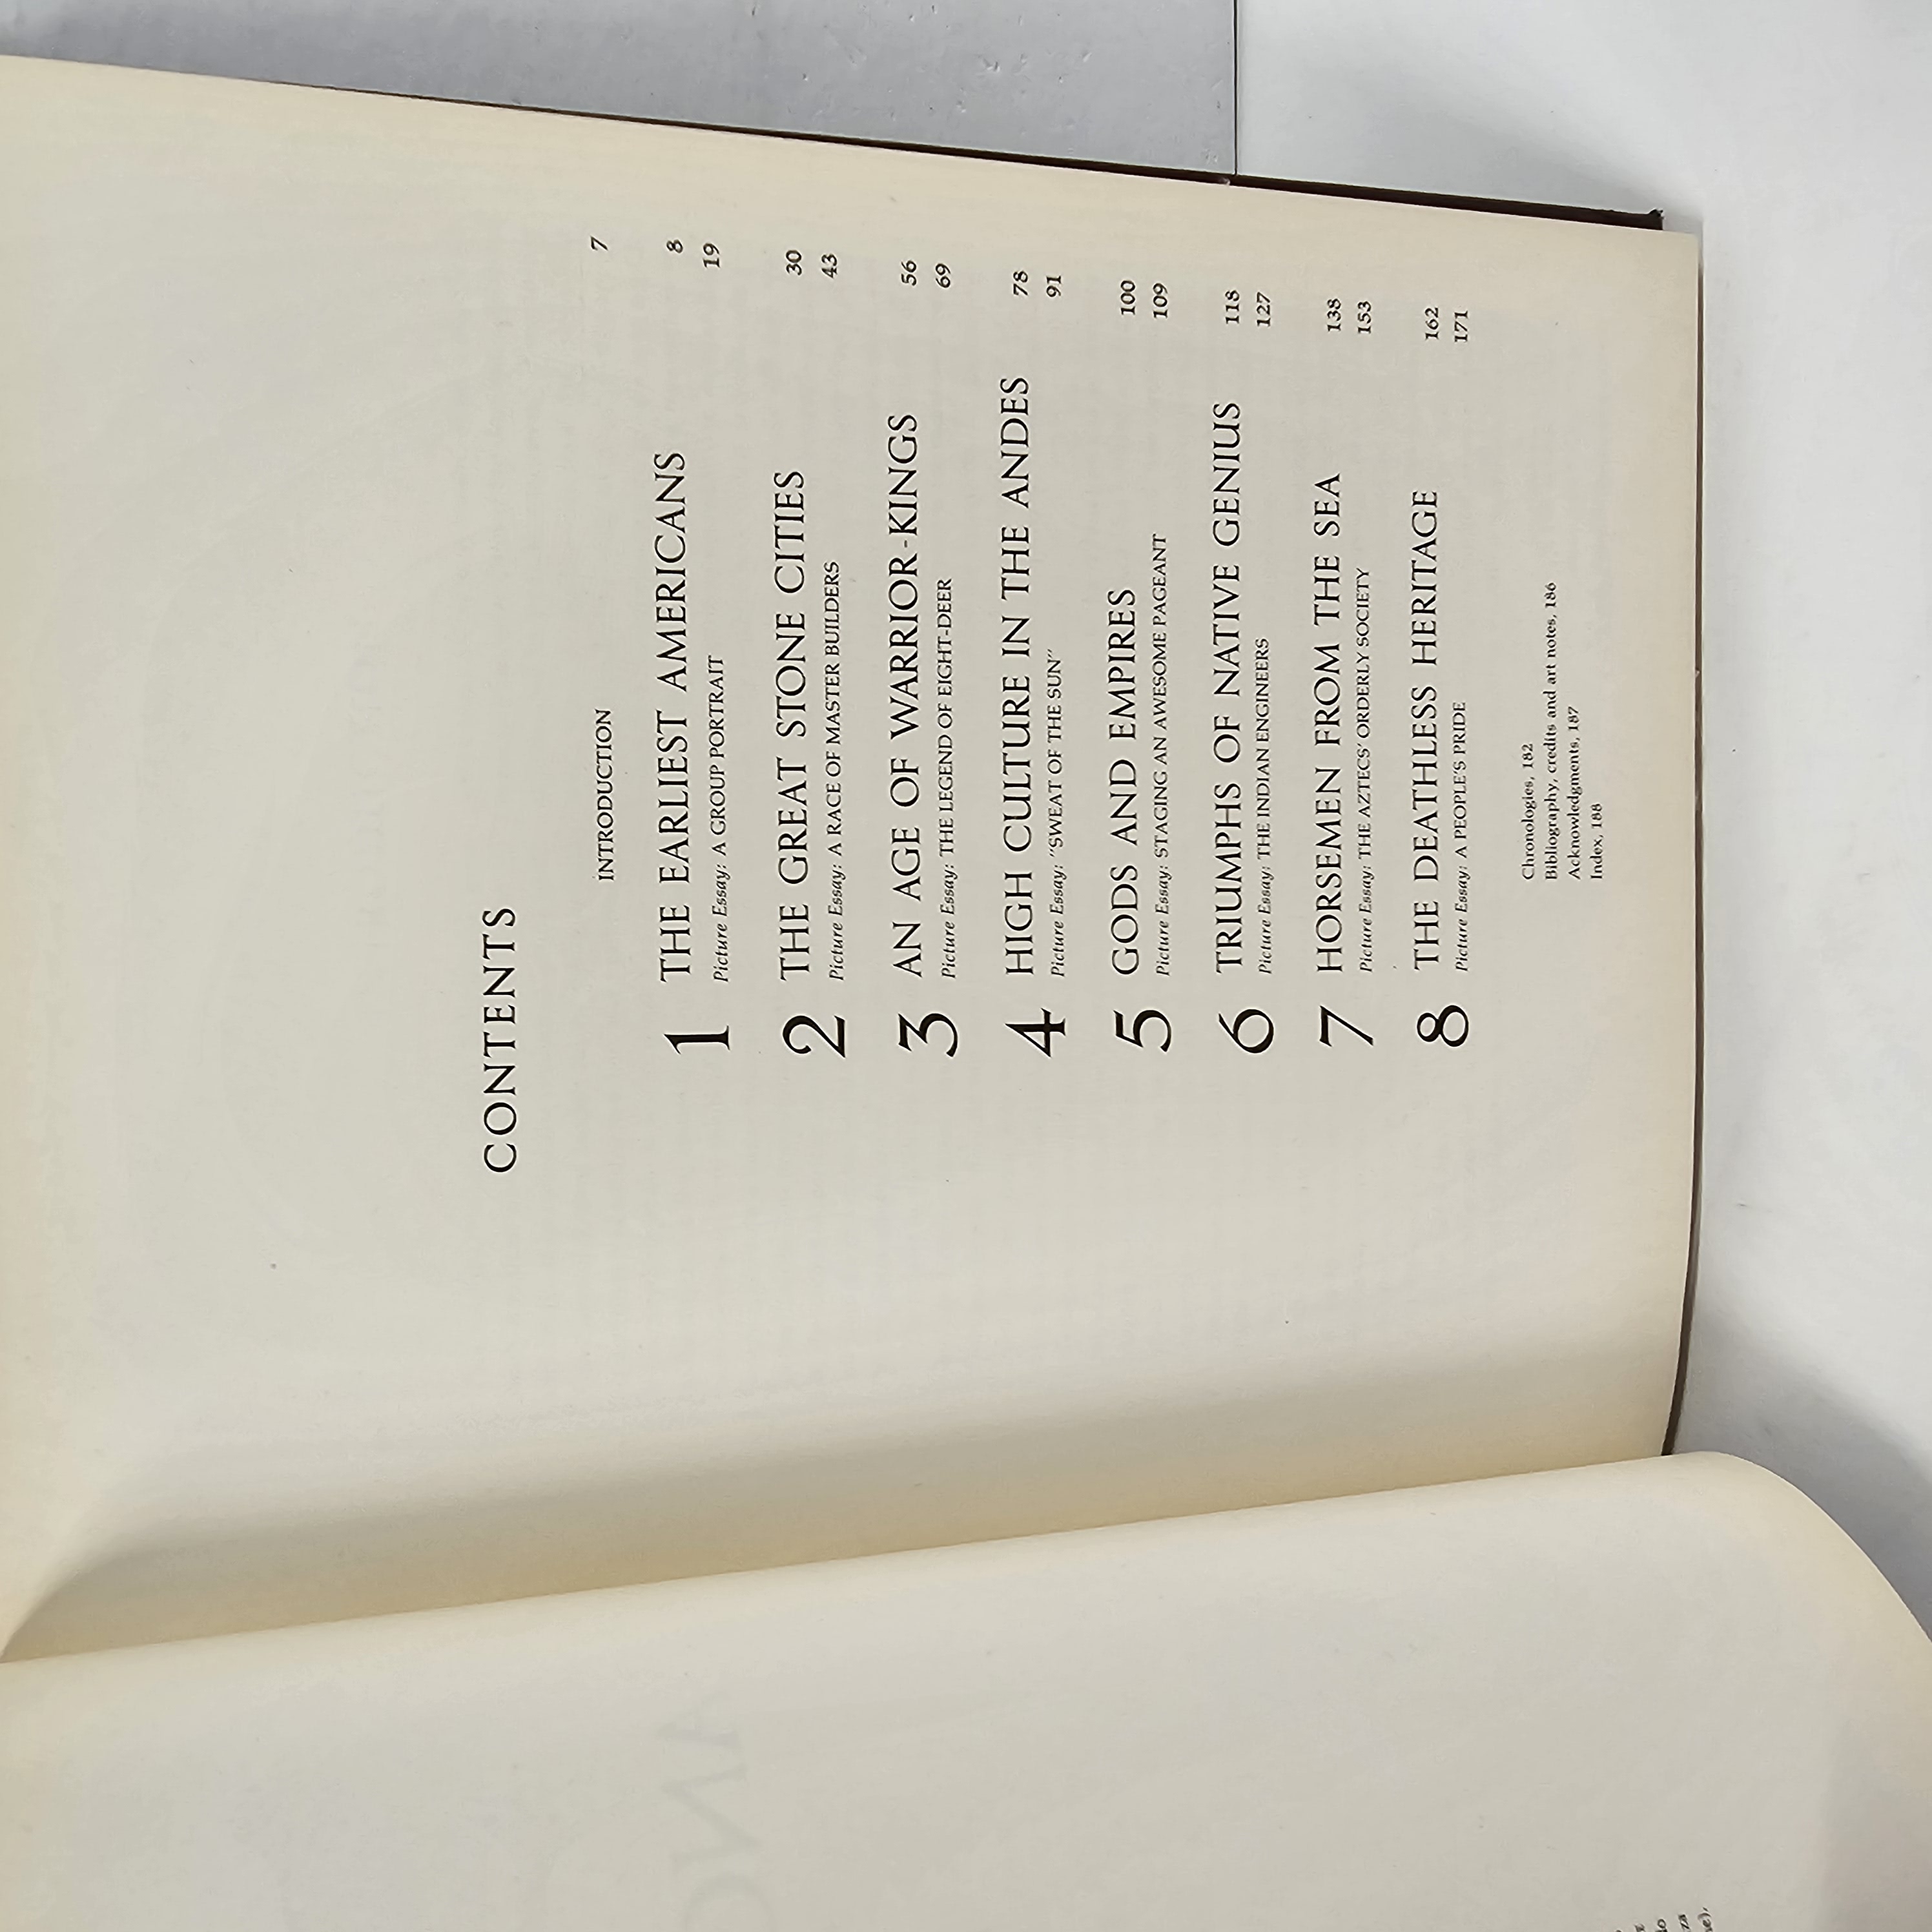 CONTENTS
INTRODUCTION 7
1 THE EARLIEST AMERICANS 8
Picture Essay: A GROUP PORTRAIT 19
2 THE GREAT STONE CITIES 30
Picture Essay: A RACE OF MASTER BUILDERS 43
3 AN AGE OF WARRIOR-KINGS 56
Picture Essay: THE LEGEND OF EIGHT-DEER 69
4 HIGH CULTURE IN THE ANDES 78
Picture Essay: "SWEAT OF THE SUN" 91
5 GODS AND EMPIRES 100
Picture Essay: STAGING AN AWESOME PAGEANT 109
6 TRIUMPHS OF NATIVE GENIUS 118
Picture Essay: THE INDIAN ENGINEERS 127
7 HORSEMEN FROM THE SEA 138
Picture Essay: THE AZTECS' ORDERLY SOCIETY 153
8 THE DEATHLESS HERITAGE 162
Picture Essay: A PEOPLE'S PRIDE 171
Chronologies, 182
Bibliography, credits and art notes, 186
Acknowledgments, 187
Index, 188